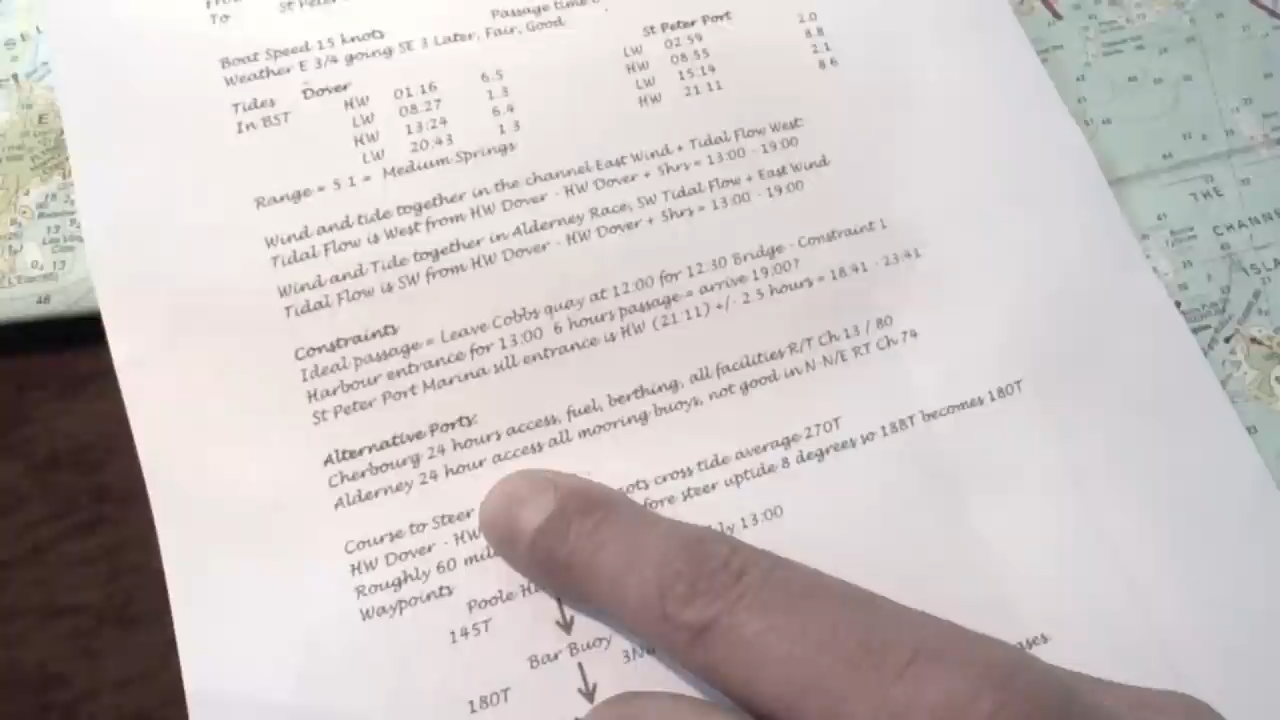 To St Peter
Passage time
Boat Speed 15 knots
Weather E 3/4 going SE 3 Later, Fair, Good
Tides Dover
In BST
HW 01.16 6.5
LW 08.27 1.3
HW 13:24 6.4
LW 20:43 1 3
St Peter Port
LW 02 59 2.0
HW 08.55 8.8
LW 15:14 2.1
HW 21 11 8 6
Range = 5 1 = Medium Springs
Wind and tide together in the channel East Wind + Tidal Flow West:
Tidal Flow is West from HW Dover - HW Dover + 5hrs = 13:00 - 19:00
Wind and Tide together in Alderney Race, SW Tidal Flow + East Wind
Tidal Flow is SW from HW Dover - HW Dover + 5hrs = 13:00 - 19:00
Constraints
Ideal passage = Leave Cobbs quay at 12:00 for 12:30 Bridge - Constraint 1
Harbour entrance for 13:00 6 hours passage = arrive 19:00?
St Peter Port Marina sill entrance is HW (21:11) +/- 2 5 hours = 18.41 - 23:41
Alternative Ports:
Cherbourg 24 hours access, fuel, berthing, all facilities R/T Ch 13 / 80
Alderney 24 hour access all mooring buoys, not good in N-N/E RT Ch 74
Course to Steer cross tide average 270T
HW Dover - HW steer uptide 8 degrees so 188T becomes 180T
Roughly 60 13:00
Waypoints
Poole
145T
Bar Buoy
180T